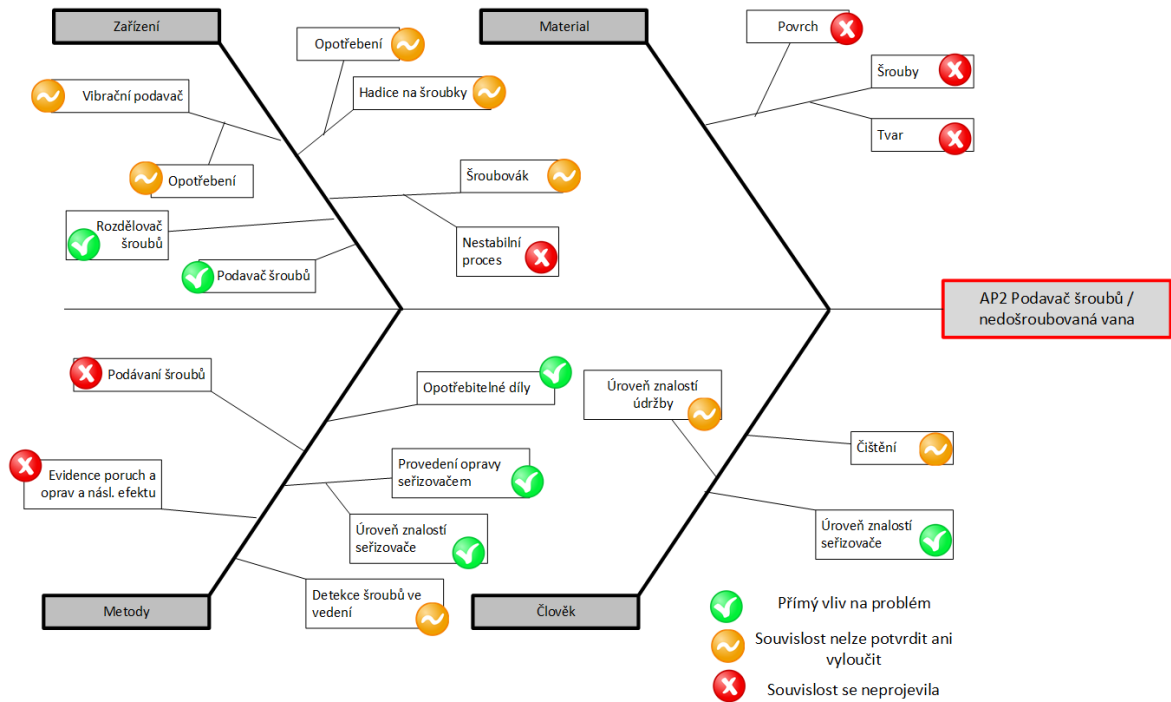 Zařízení
Material
Povrch
Opotřebení
Šrouby
Vibrační podavač
Hadice na šroubky
Tvar
Opotřebení
Šroubovák
Rozdělovač
šroubů
Nestabilní
proces
Podavač šroubů
AP2 Podavač šroubů /
nedošroubovaná vana
Podávaní šroubů
Opotřebitelné díly
Úroveň znalostí
údržby
Čištění
Evidence poruch a
oprav a násl. efektu
Provedení opravy
seřizovačem
Úroveň znalostí
seřizovače
Úroveň znalostí
seřizovače
Detekce šroubů ve
vedení
Metody
Člověk
Přímý vliv na problém
Souvislost nelze potvrdit ani
vyloučit
Souvislost se neprojevila